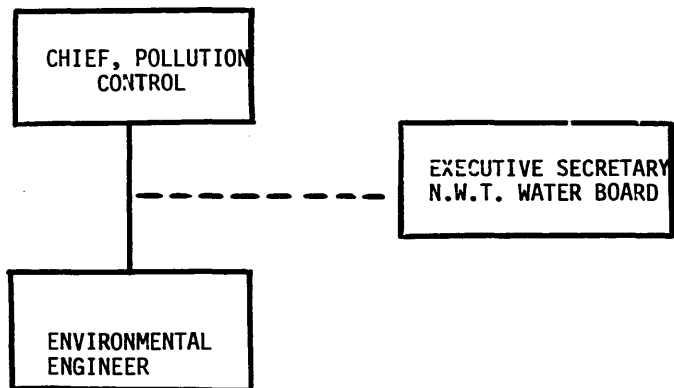 CHIEF, POLLUTION
CONTROL
EXECUTIVE SECRETARY
N.W.T. WATER BOARD
ENVIRONMENTAL
ENGINEER